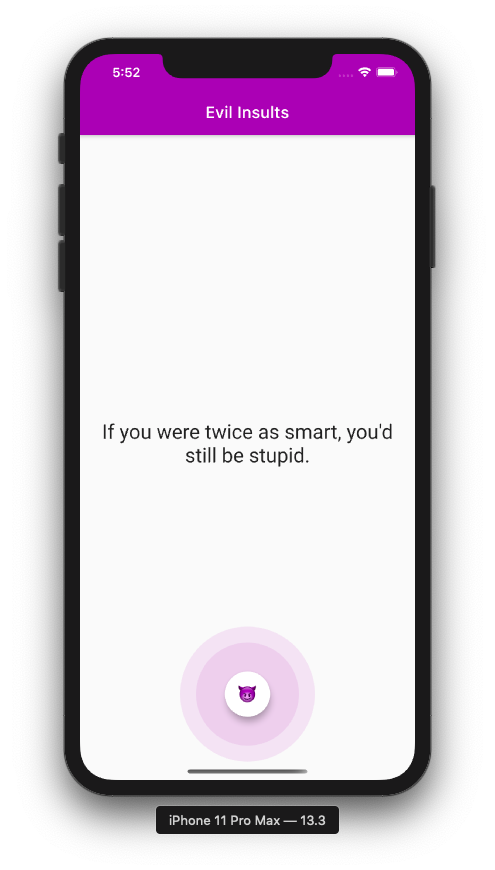 5:52
Evil Insults
If you were twice as smart, you'd
still be stupid.
iPhone 11 Pro Max — 13.3